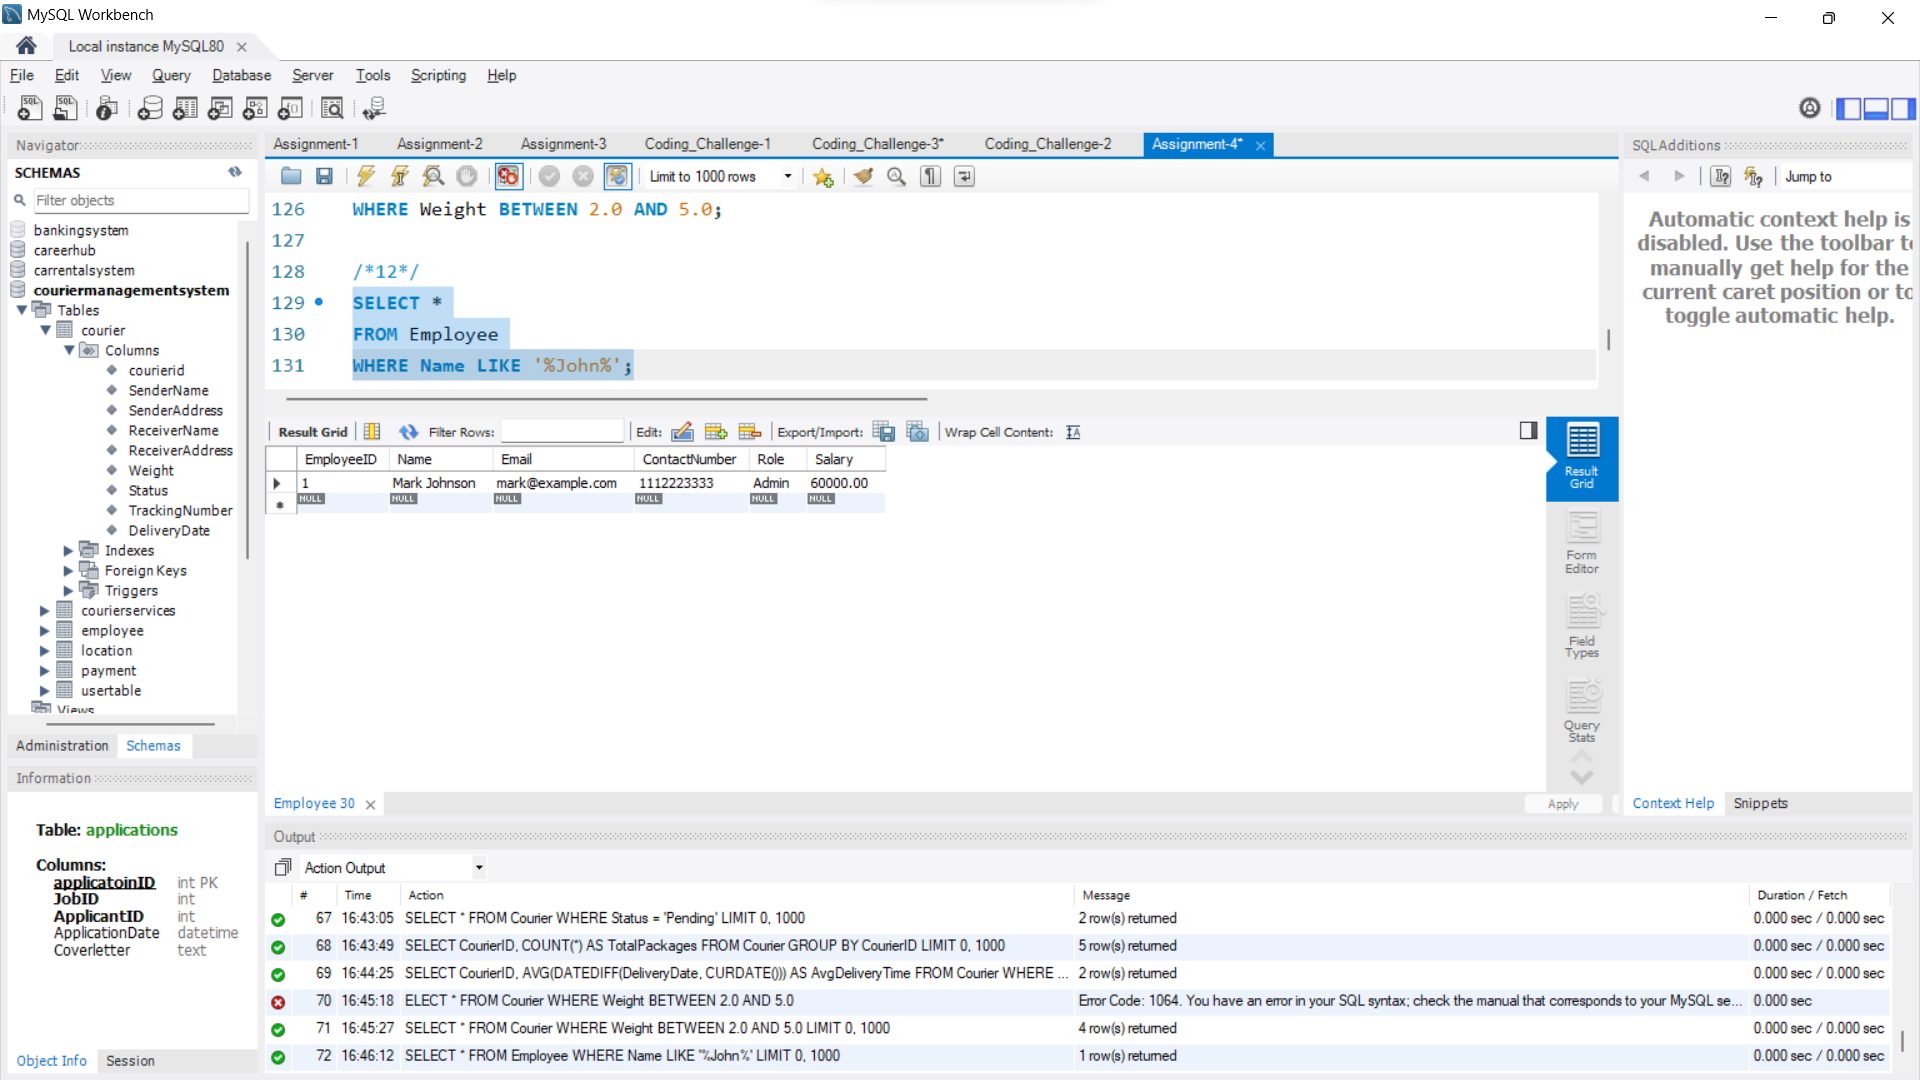 MySQL Workbench
Local instance MySQL80
File Edit View Query Database Server Tools Scripting Help
Navigator
SCHEMAS
Filter objects
bankingsystem
careerhub
carrentalsystem
couriermanagementsystem
Tables
courier
Columns
courierid
SenderName
SenderAddress
ReceiverName
ReceiverAddress
Weight
Status
TrackingNumber
DeliveryDate
Indexes
Foreign Keys
Triggers
courierservices
employee
location
payment
usertable
Views
Administration Schemas
Information
Table: applications
Columns:
applicatoinID int PK
JobID int
ApplicantID int
ApplicationDate datetime
Coverletter text
Object Info Session
Assignment-1 Assignment-2 Assignment-3 Coding_Challenge-1 Coding_Challenge-3* Coding_Challenge-2 Assignment-4*
Limit to 1000 rows
126 WHERE Weight BETWEEN 2.0 AND 5.0;
127
128 /*12*/
129 SELECT *
130 FROM Employee
131 WHERE Name LIKE '%John%';
Result Grid Filter Rows: Edit: Export/Import: Wrap Cell Content:
EmployeeID Name Email ContactNumber Role Salary
1 Mark Johnson mark@example.com 1112223333 Admin 60000.00
NULL NULL NULL NULL NULL NULL
Result Grid
Form Editor
Field Types
Query Stats
Employee 30
Apply
SQLAdditions
Jump to
Automatic context help is
disabled. Use the toolbar to
manually get help for the
current caret position or to
toggle automatic help.
Context Help Snippets
Output
Action Output
# Time Action Message Duration / Fetch
67 16:43:05 SELECT * FROM Courier WHERE Status = 'Pending' LIMIT 0, 1000 2 row(s) returned 0.000 sec / 0.000 sec
68 16:43:49 SELECT CourierID, COUNT(*) AS TotalPackages FROM Courier GROUP BY CourierID LIMIT 0, 1000 5 row(s) returned 0.000 sec / 0.000 sec
69 16:44:25 SELECT CourierID, AVG(DATEDIFF(DeliveryDate, CURDATE())) AS AvgDeliveryTime FROM Courier WHERE ... 2 row(s) returned 0.000 sec / 0.000 sec
70 16:45:18 ELECT * FROM Courier WHERE Weight BETWEEN 2.0 AND 5.0 Error Code: 1064. You have an error in your SQL syntax; check the manual that corresponds to your MySQL se... 0.000 sec
71 16:45:27 SELECT * FROM Courier WHERE Weight BETWEEN 2.0 AND 5.0 LIMIT 0, 1000 4 row(s) returned 0.000 sec / 0.000 sec
72 16:46:12 SELECT * FROM Employee WHERE Name LIKE '%John%' LIMIT 0, 1000 1 row(s) returned 0.000 sec / 0.000 sec